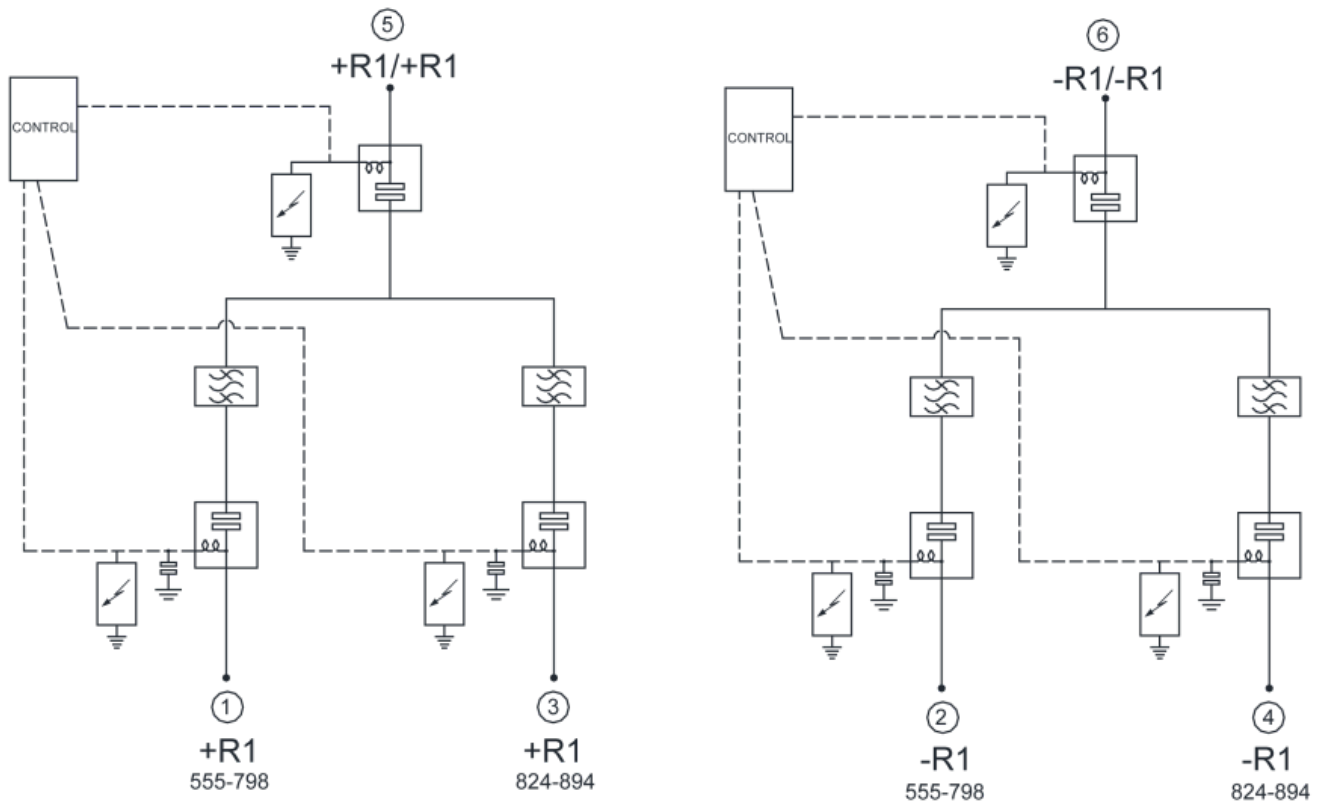 5
+R1/+R1
CONTROL
1
+R1
555-798
3
+R1
824-894
6
-R1/-R1
CONTROL
2
-R1
555-798
4
-R1
824-894